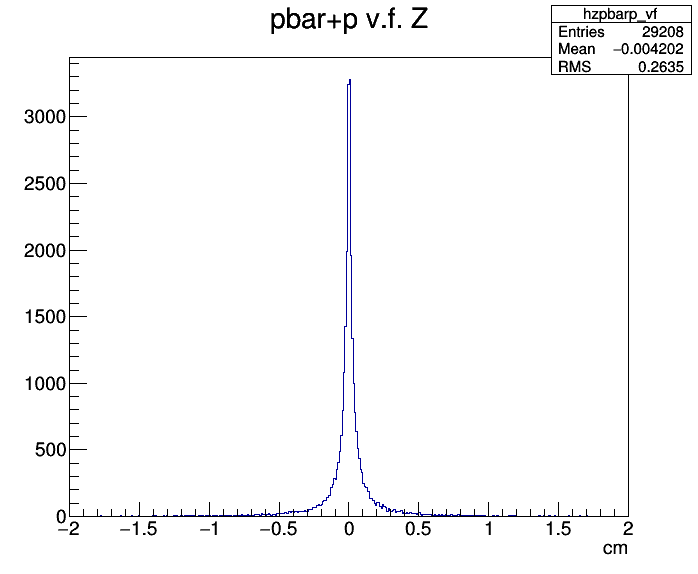 pbar+p v.f. Z
hzpbarp_vf
Entries 29208
Mean −0.004202
RMS 0.2635
3000
2500
2000
1500
1000
500
0
−2 −1.5 −1 −0.5 0 0.5 1 1.5 2
cm